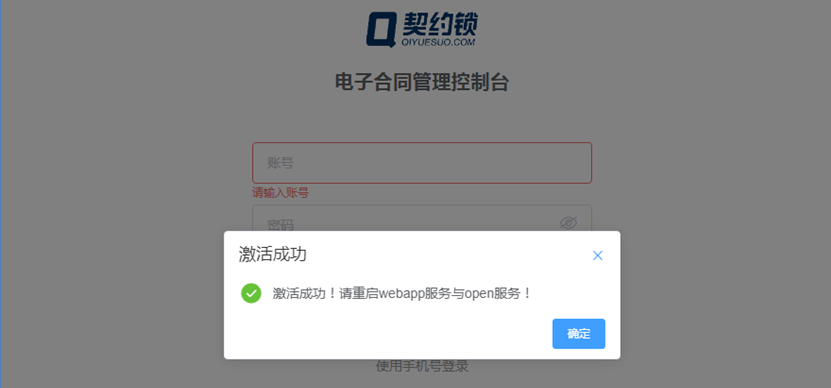 契约锁
QIYUESUO.COM
电子合同管理控制台
账号
请输入账号
密码
激活成功
激活成功！请重启webapp服务与open服务！
确定
使用手机号登录